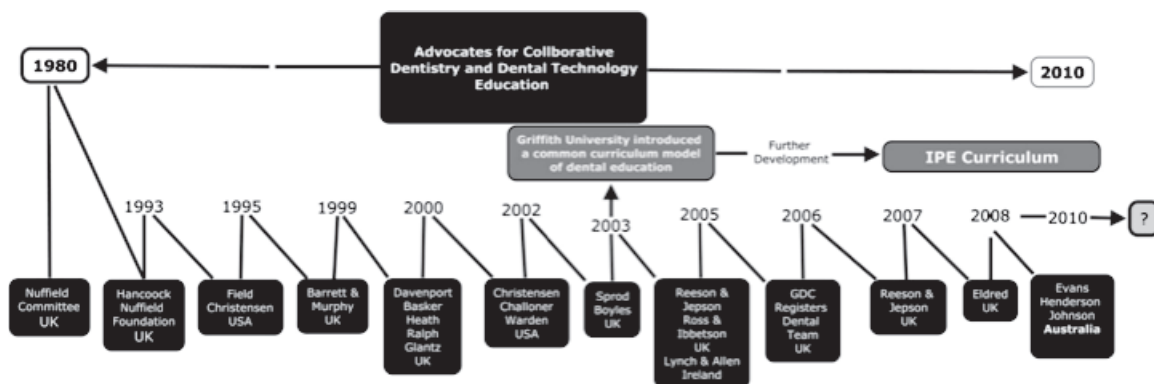 Advocates for Collborative
Dentistry and Dental Technology
Education
1980
2010
Griffith University introduced
a common curriculum model
of dental education
Further
Development
IPE Curriculum
1993
1995
1999
2000
2002
2003
2005
2006
2007
2008
2010
?
Nuffield
Committee
UK
Hancoock
Nuffield
Foundation
UK
Field
Christensen
USA
Barrett &
Murphy
UK
Davenport
Basker
Heath
Ralph
Glantz
UK
Christensen
Challoner
Warden
USA
Sprod
Boyles
UK
Reeson &
Jepson
Ross &
Ibbetson
UK
Lynch & Allen
Ireland
GDC
Registers
Dental
Team
UK
Reeson &
Jepson
UK
Eldred
UK
Evans
Henderson
Johnson
Australia